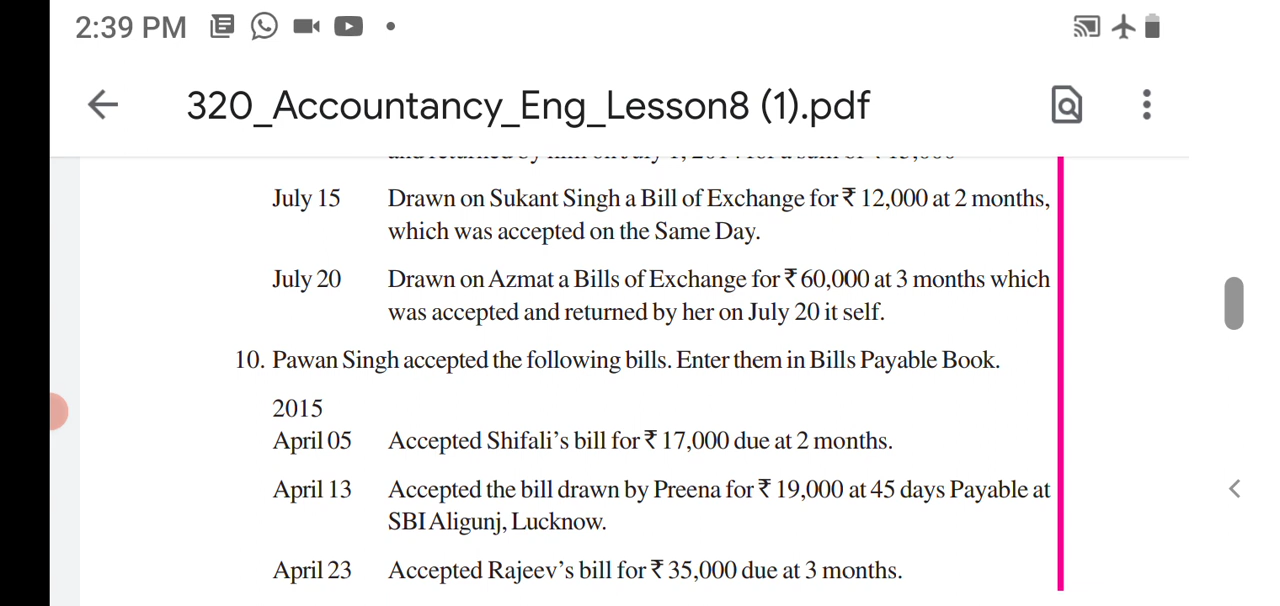 2:39 PM
320_Accountancy_Eng_Lesson8 (1).pdf
July 15 Drawn on Sukant Singh a Bill of Exchange for ₹ 12,000 at 2 months,
which was accepted on the Same Day.
July 20 Drawn on Azmat a Bills of Exchange for ₹ 60,000 at 3 months which
was accepted and returned by her on July 20 it self.
10. Pawan Singh accepted the following bills. Enter them in Bills Payable Book.
2015
April 05 Accepted Shifali's bill for ₹ 17,000 due at 2 months.
April 13 Accepted the bill drawn by Preena for ₹ 19,000 at 45 days Payable at
SBI Aligunj, Lucknow.
April 23 Accepted Rajeev's bill for ₹ 35,000 due at 3 months.